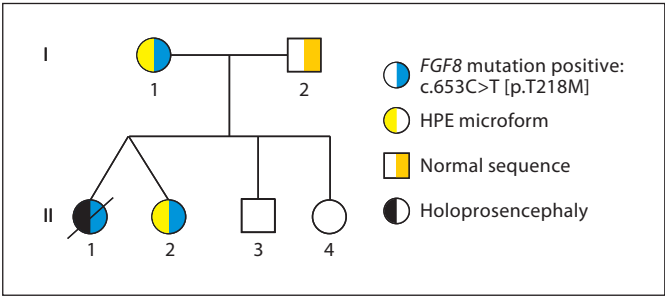 I
1
2
II
1
2
3
4
FGF8 mutation positive:
c.653C>T [p.T218M]
HPE microform
Normal sequence
Holoprosencephaly